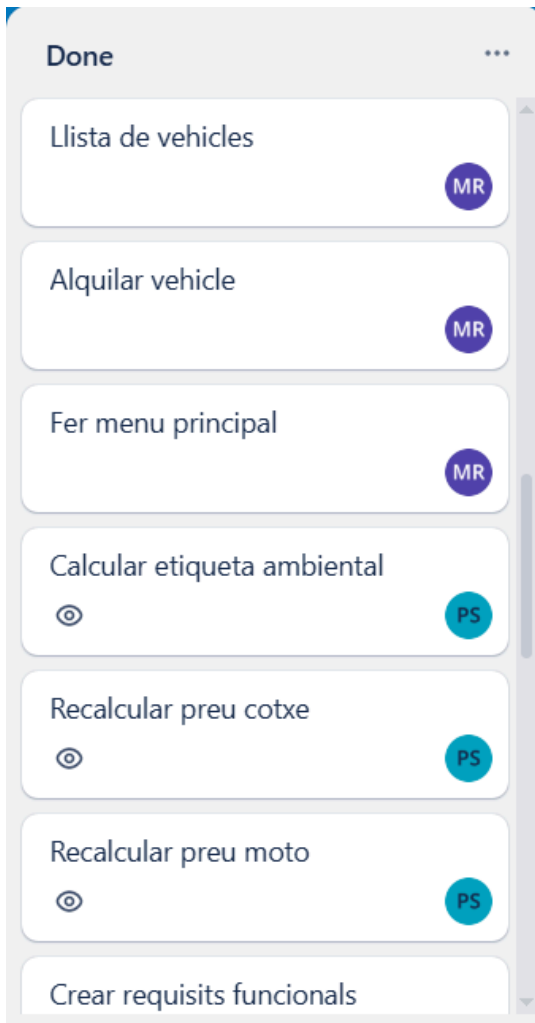 Done
Llista de vehicles
MR
Alquilar vehicle
MR
Fer menu principal
MR
Calcular etiqueta ambiental
PS
Recalcular preu cotxe
PS
Recalcular preu moto
PS
Crear requisits funcionals